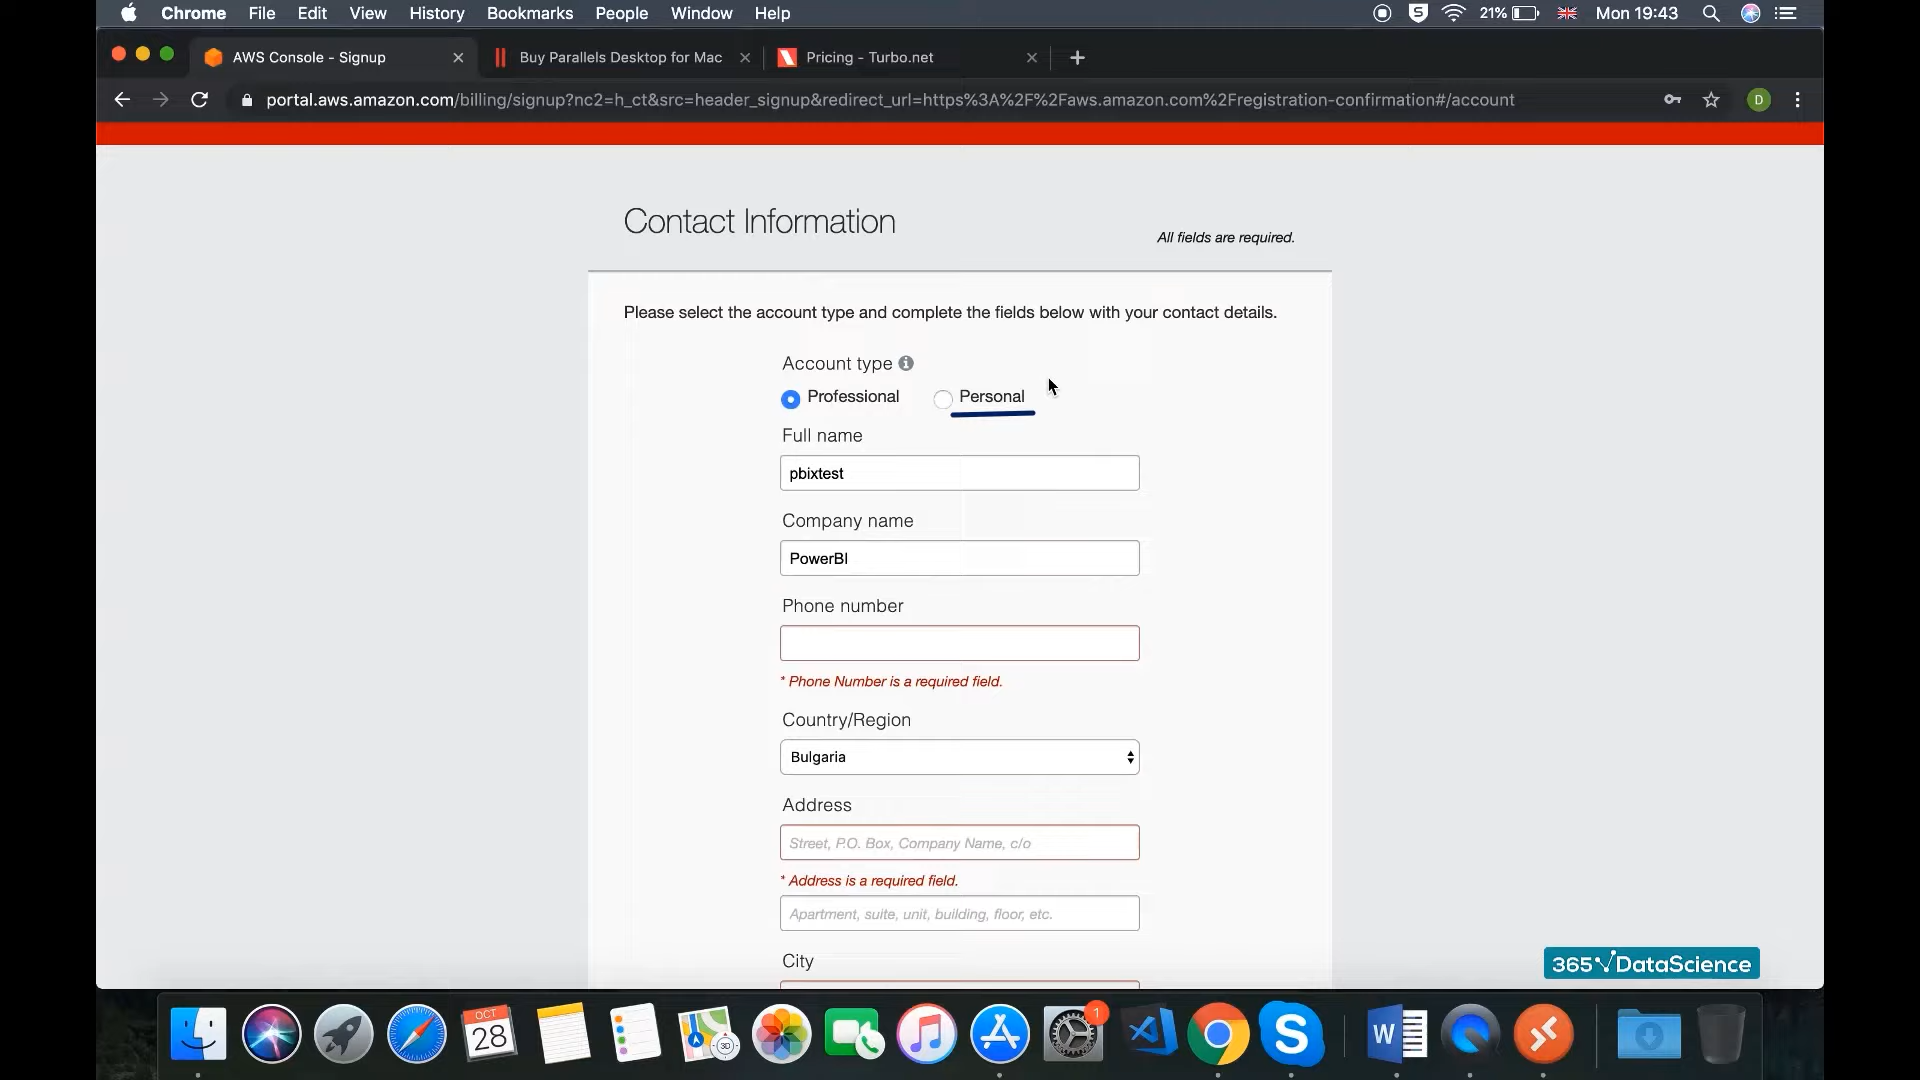 Chrome File Edit View History Bookmarks People Window Help
21% Mon 19:43
AWS Console - Signup
Buy Parallels Desktop for Mac
Pricing - Turbo.net
portal.aws.amazon.com/billing/signup?nc2=h_ct&src=header_signup&redirect_url=https%3A%2F%2Faws.amazon.com%2Fregistration-confirmation#/account
D
Contact Information
All fields are required.
Please select the account type and complete the fields below with your contact details.
Account type
Professional Personal
Full name
pbixtest
Company name
PowerBI
Phone number
* Phone Number is a required field.
Country/Region
Bulgaria
Address
Street, P.O. Box, Company Name, c/o
* Address is a required field.
Apartment, suite, unit, building, floor, etc.
City
365 DataScience
OCT
28
3D
1
S
W